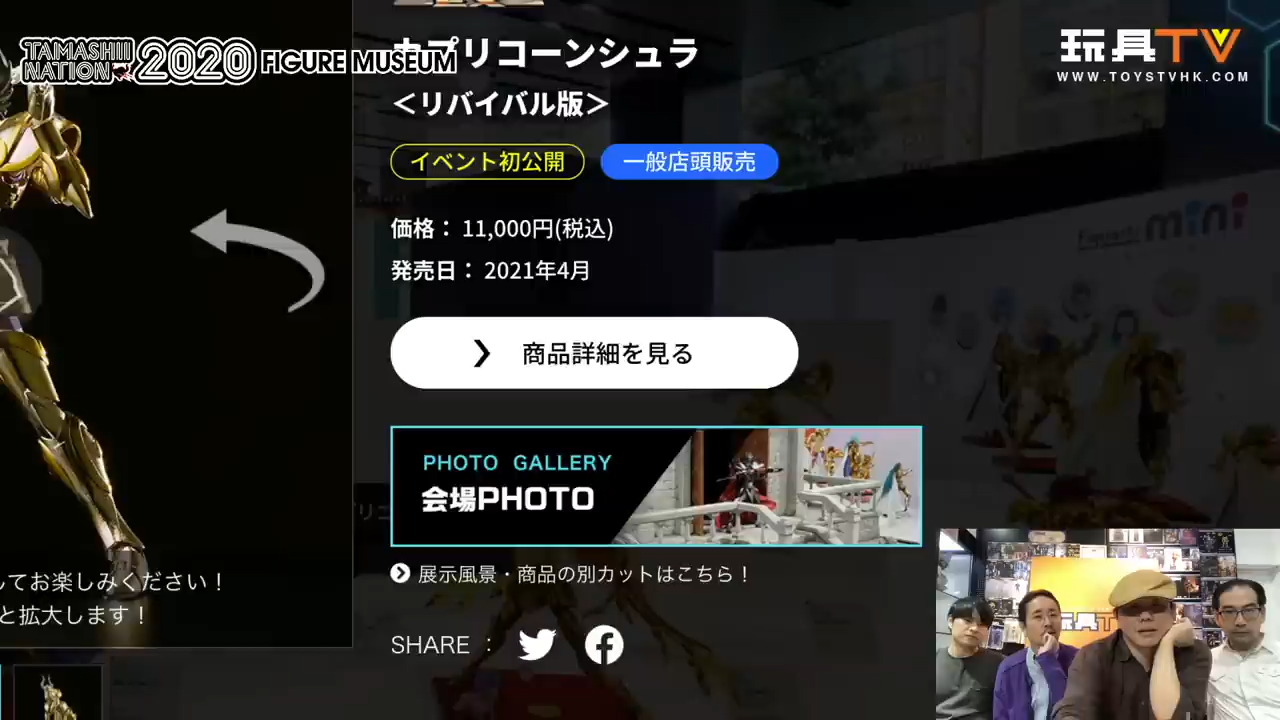 TAMASHII NATION 2020 FIGURE MUSEUM
カプリコーンシュラ
玩具TV
WWW.TOYSTVHK.COM
＜リバイバル版＞
イベント初公開
一般店頭販売
価格： 11,000円(税込)
発売日： 2021年4月
mini
商品詳細を見る
PHOTO GALLERY
会場PHOTO
展示風景・商品の別カットはこちら！
してお楽しみください！
と拡大します！
SHARE ：
玩具T